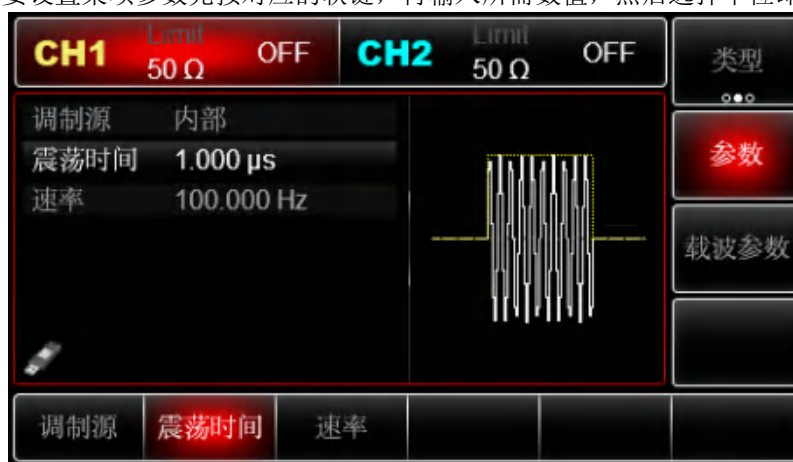 要设置某项参数先按对应的软键，再输入所需数值，然后选择单位即
CH1 Limit 50 Ω OFF CH2 Limit 50 Ω OFF
类型
调制源 内部
震荡时间 1.000 µs
速率 100.000 Hz
参数
载波参数
调制源 震荡时间 速率